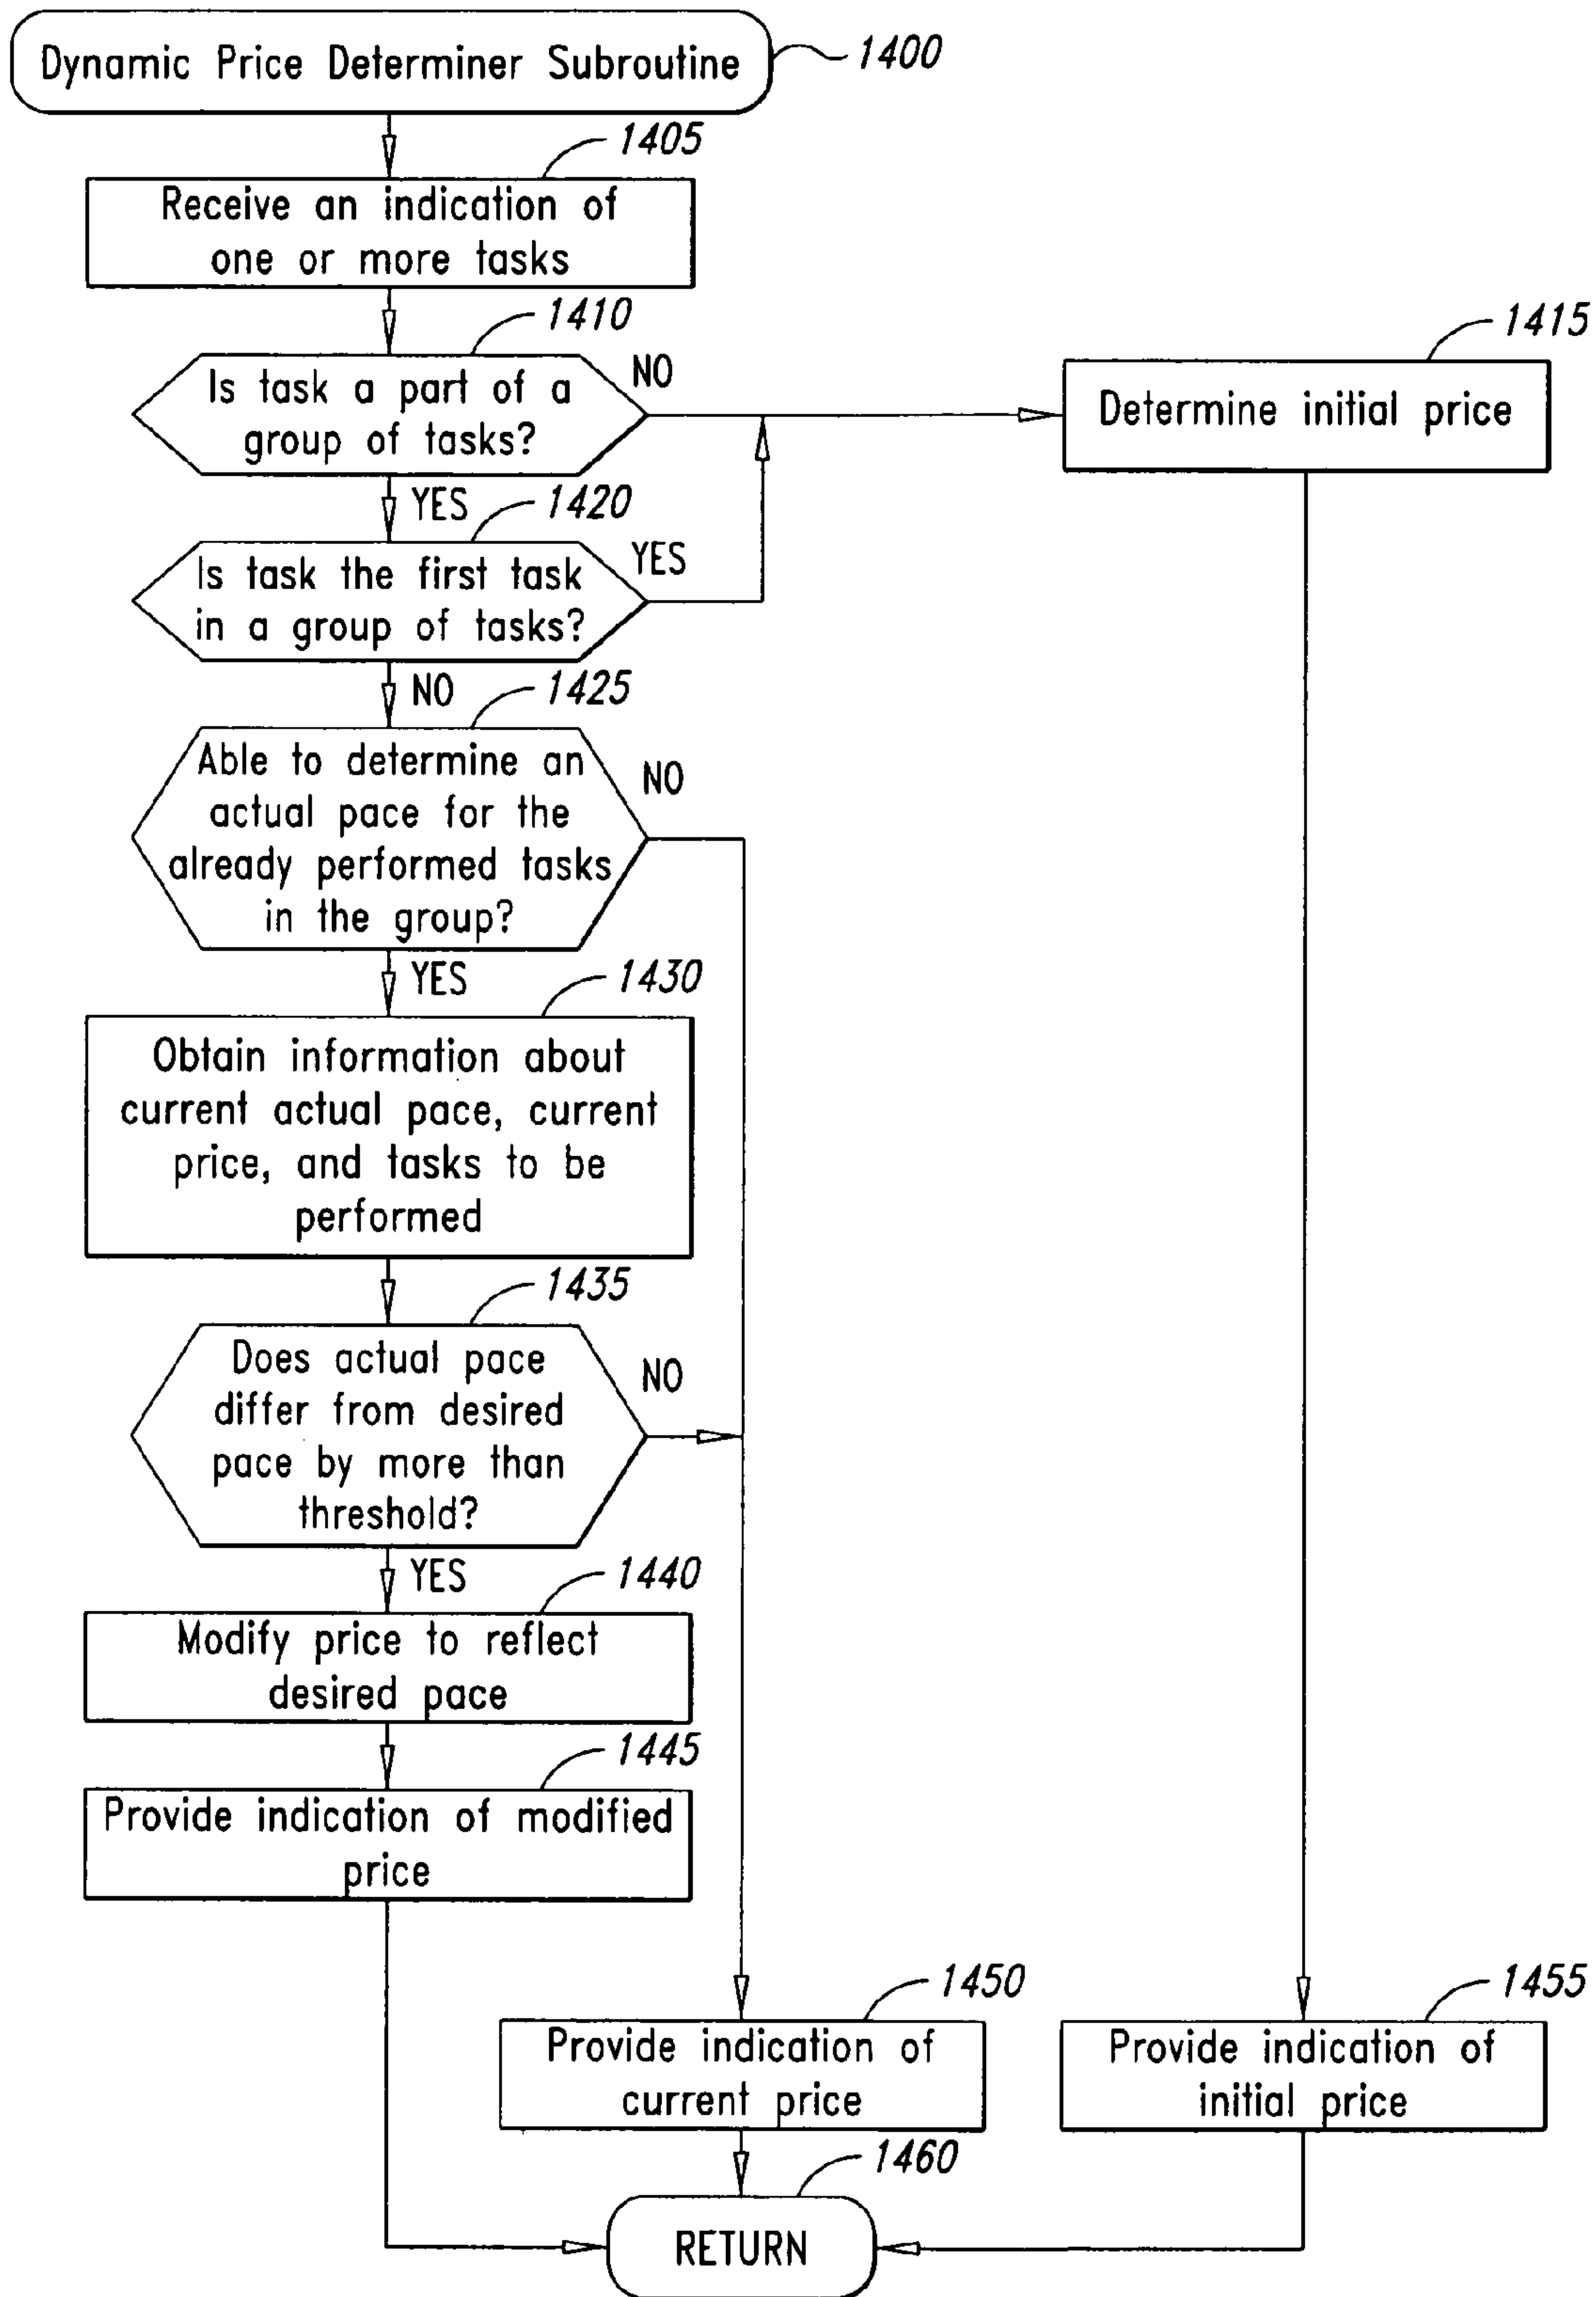 Dynamic Price Determiner Subroutine
1400
1405
Receive an indication of
one or more tasks
1410
Is task a part of a
group of tasks?
NO
1415
Determine initial price
YES
1420
Is task the first task
in a group of tasks?
YES
NO
1425
Able to determine an
actual pace for the
already performed tasks
in the group?
NO
YES
1430
Obtain information about
current actual pace, current
price, and tasks to be
performed
1435
Does actual pace
differ from desired
pace by more than
threshold?
NO
YES
1440
Modify price to reflect
desired pace
1445
Provide indication of modified
price
1450
Provide indication of
current price
1455
Provide indication of
initial price
1460
RETURN